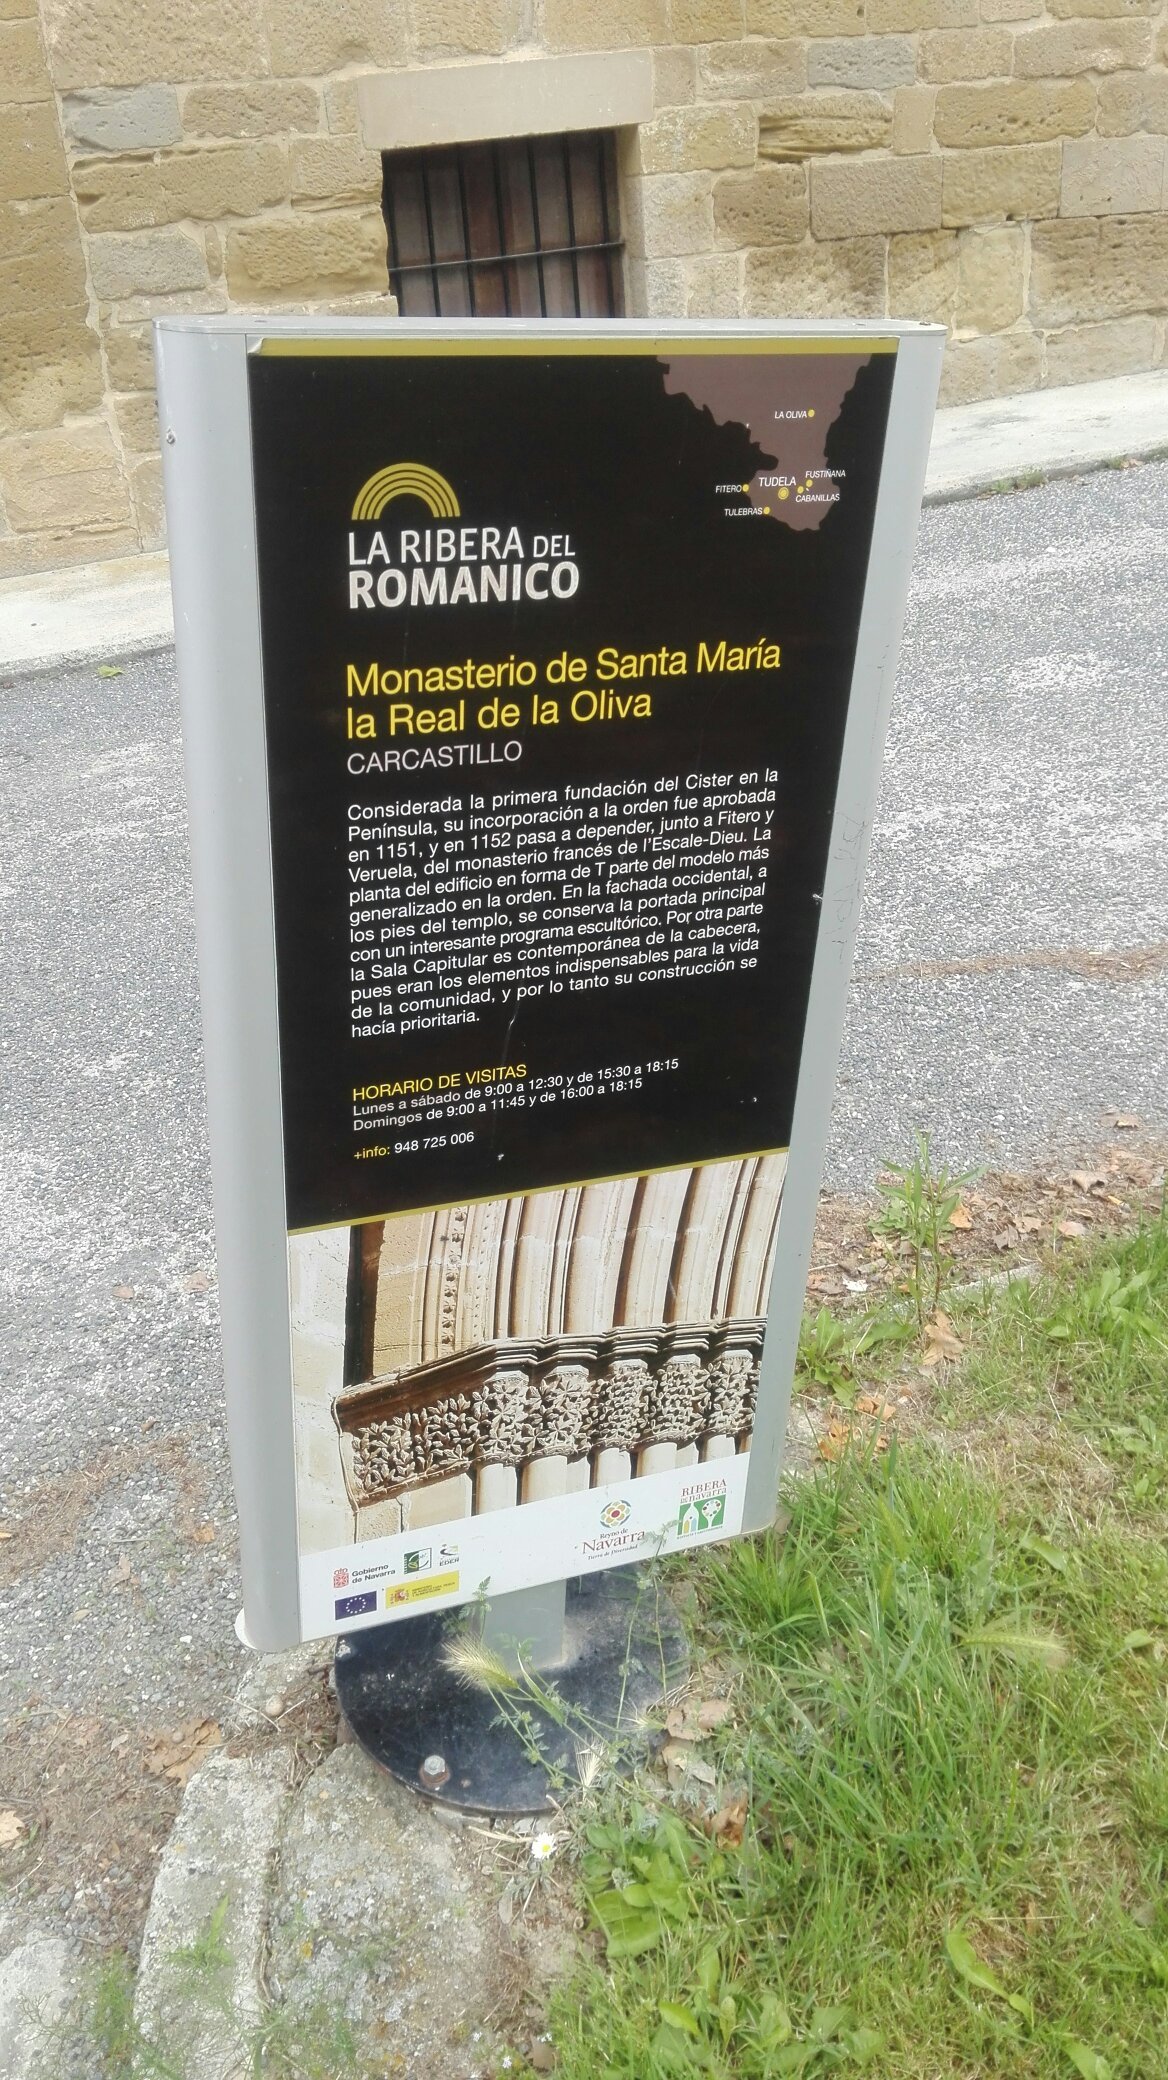 LA OLIVA
FUSTIÑANA
FITERO
TUDELA
CABANILLAS
TULEBRAS
LA RIBERA DEL
ROMANICO
Monasterio de Santa María
la Real de la Oliva
CARCASTILLO
Considerada la primera fundación del Cister en la
Península, su incorporación a la orden fue aprobada
en 1151, y en 1152 pasa a depender, junto a Fitero y
Veruela, del monasterio francés de l'Escale-Dieu. La
planta del edificio en forma de T parte del modelo más
generalizado en la orden. En la fachada occidental, a
los pies del templo, se conserva la portada principal
con un interesante programa escultórico. Por otra parte
la Sala Capitular es contemporánea de la cabecera,
pues eran los elementos indispensables para la vida
de la comunidad, y por lo tanto su construcción se
hacía prioritaria.
HORARIO DE VISITAS
Lunes a sábado de 9:00 a 12:30 y de 15:30 a 18:15
Domingos de 9:00 a 11:45 y de 16:00 a 18:15
+info: 948 725 006
RIBERA
DE navarra
Reyno de
Navarra
Tierra de Diversidad
Gobierno
de Navarra
EDER